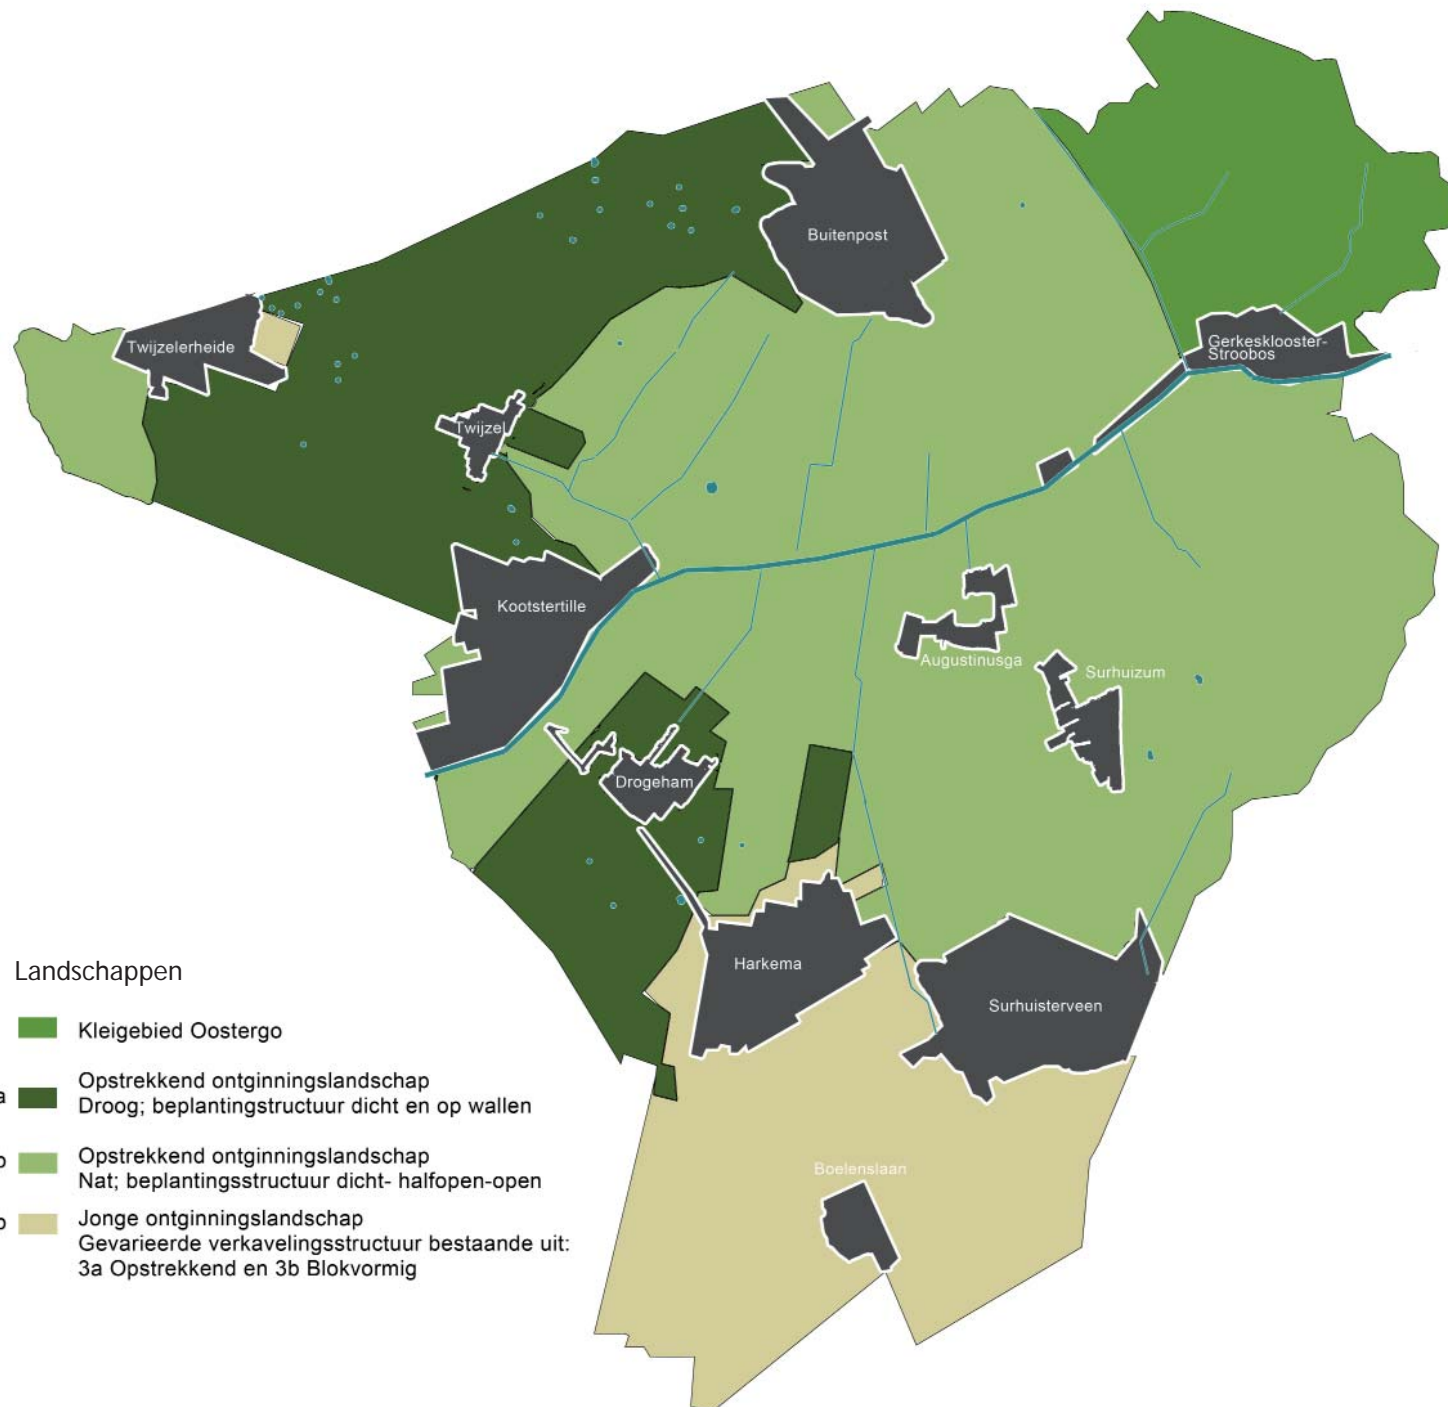 Buitenpost
Twijzelerheide
Gerkesklooster-
Stroobos
Twijzel
Kootstertille
Augustinusga
Surhuizum
Drogeham
Harkema
Surhuisterveen
Boelenslaan
Landschappen
Kleigebied Oostergo
a
Opstrekkend ontginningslandschap
Droog; beplantingstructuur dicht en op wallen
Opstrekkend ontginningslandschap
Nat; beplantingsstructuur dicht- halfopen-open
Jonge ontginningslandschap
Gevarieerde verkavelingsstructuur bestaande uit:
3a Opstrekkend en 3b Blokvormig